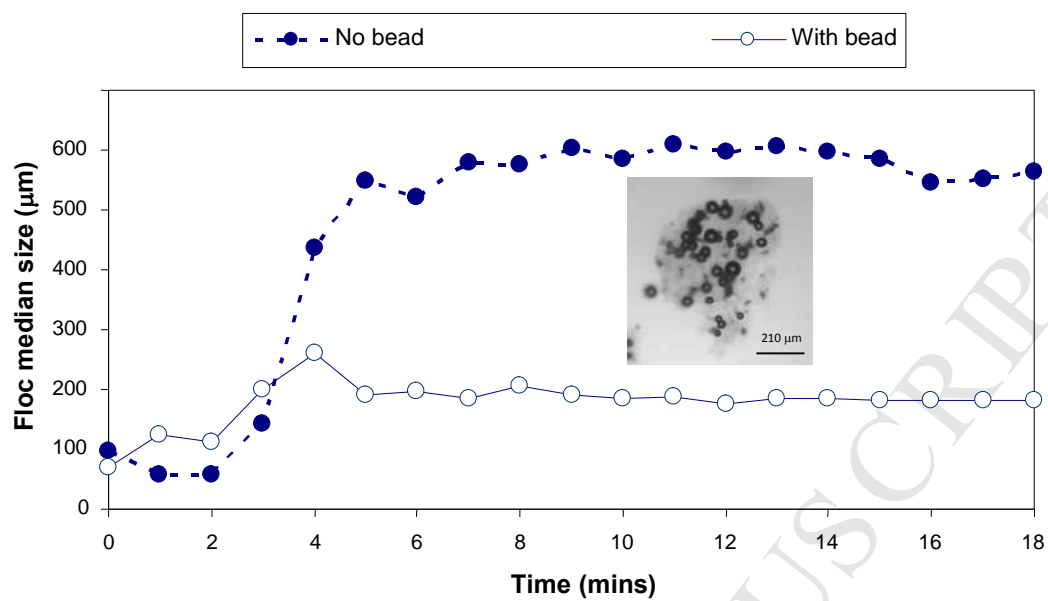 No bead
With bead
Floc median size (μm)
600
500
400
300
200
100
0
210 μm
0 2 4 6 8 10 12 14 16 18
Time (mins)
USCRIPT